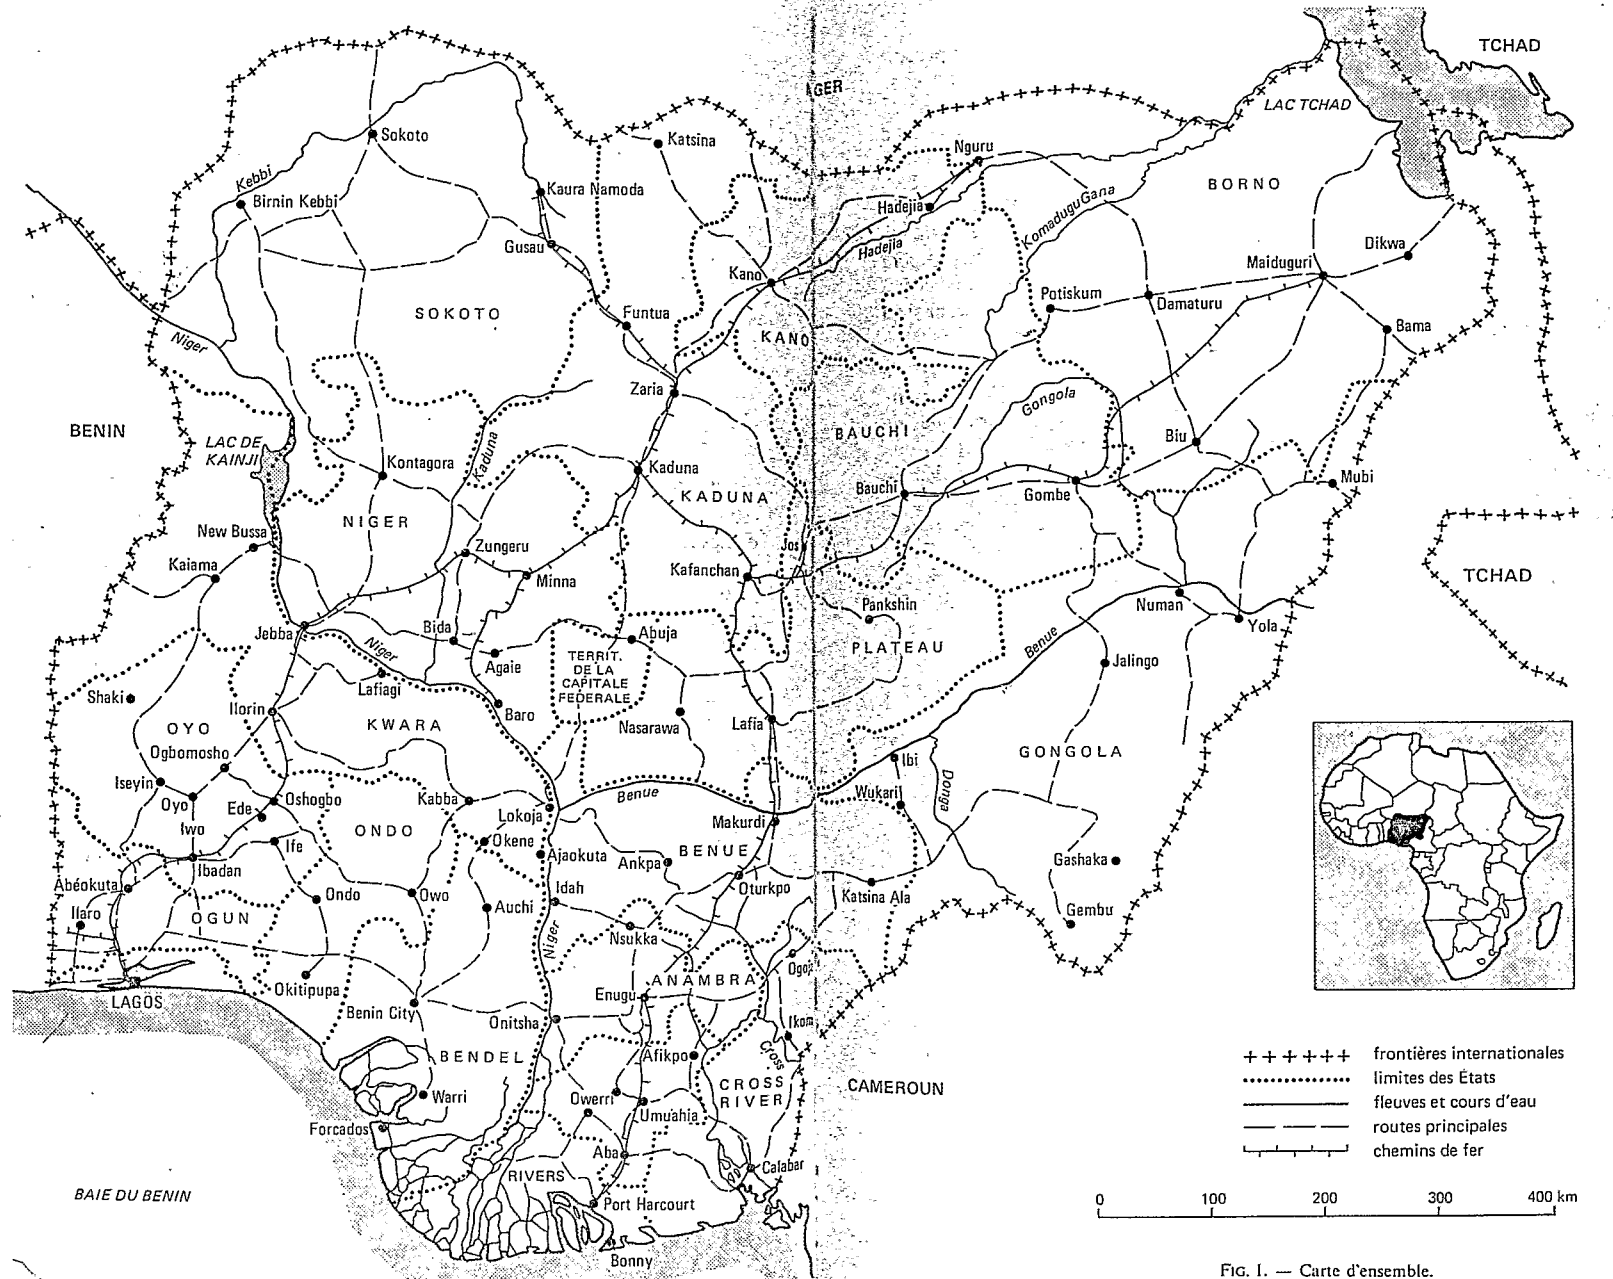 TCHAD
LAC TCHAD
Sokoto
Katsina
Nguru
Kebbi
Birnin Kebbi
Kaura Namoda
BORNO
Hadejia
Komadugu Gana
Gusau
Hadejia
Dikwa
Kano
Maiduguri
Potiskum
Damaturu
SOKOTO
Funtua
Bama
Niger
KANO
Zaria
Gongola
BENIN
LAC DE
KAINJI
BAUCHI
Biu
Kaduna
Kontagora
Kaduna
KADUNA
Bauchi
Gombe
Mubi
NIGER
New Bussa
Zungeru
Jos
Kaiama
Minna
Kafanchan
TCHAD
Pankshin
Numan
Jebba
Bida
Abuja
Yola
Niger
Agaie
TERRIT.
DE LA
CAPITALE
FEDERALE
PLATEAU
Benue
Jalingo
Shaki
Lafiagi
Ilorin
Baro
KWARA
Nasarawa
Lafia
OYO
Ogbomosho
GONGOLA
Ibi
Iseyin
Oyo
Ede
Oshogbo
Kabba
Lokoja
Benue
Wukari
Donga
Makurdi
Iwo
ONDO
Okene
Ife
Ajaokuta
Ankpa
BENUE
Gashaka
Ibadan
Abéokuta
Oturkpo
Idah
Katsina Ala
Ondo
Owo
Auchi
Ilaro
OGUN
Gembu
Niger
Nsukka
Ogoja
ANAMBRA
LAGOS
Okitipupa
Enugu
Benin City
Onitsha
Ikom
BENDEL
Afikpo
Cross
CROSS
RIVER
CAMEROUN
Warri
Owerri
Umuahia
Forcados
Aba
Calabar
RIVERS
BAIE DU BENIN
Port Harcourt
Bonny
frontières internationales
limites des États
fleuves et cours d'eau
routes principales
chemins de fer
0 100 200 300 400 km
FIG. I. — Carte d'ensemble.